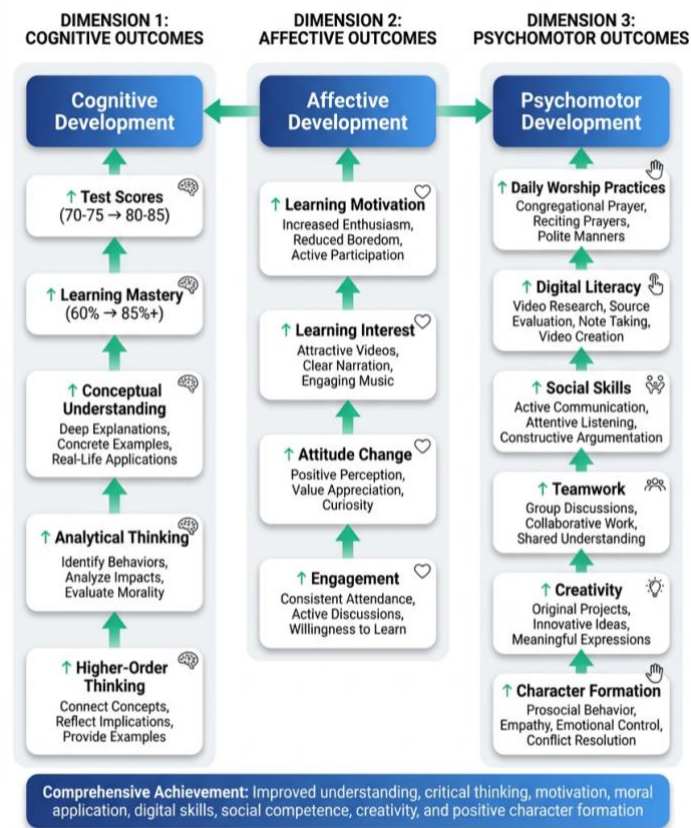 DIMENSION 1:
COGNITIVE OUTCOMES
Cognitive
Development
↑ Test Scores
(70-75 → 80-85)
↑ Learning Mastery
(60% → 85%+)
↑ Conceptual
Understanding
Deep Explanations,
Concrete Examples,
Real-Life Applications
↑ Analytical Thinking
Identify Behaviors,
Analyze Impacts,
Evaluate Morality
↑ Higher-Order
Thinking
Connect Concepts,
Reflect Implications,
Provide Examples
DIMENSION 2:
AFFECTIVE OUTCOMES
Affective
Development
↑ Learning Motivation
Increased Enthusiasm,
Reduced Boredom,
Active Participation
↑ Learning Interest
Attractive Videos,
Clear Narration,
Engaging Music
↑ Attitude Change
Positive Perception,
Value Appreciation,
Curiosity
↑ Engagement
Consistent Attendance,
Active Discussions,
Willingness to Learn
DIMENSION 3:
PSYCHOMOTOR OUTCOMES
Psychomotor
Development
↑ Daily Worship Practices
Congregational Prayer,
Reciting Prayers,
Polite Manners
↑ Digital Literacy
Video Research, Source
Evaluation, Note Taking,
Video Creation
↑ Social Skills
Active Communication,
Attentive Listening,
Constructive Argumentation
↑ Teamwork
Group Discussions,
Collaborative Work,
Shared Understanding
↑ Creativity
Original Projects,
Innovative Ideas,
Meaningful Expressions
↑ Character Formation
Prosocial Behavior,
Empathy, Emotional Control,
Conflict Resolution
Comprehensive Achievement: Improved understanding, critical thinking, motivation, moral
application, digital skills, social competence, creativity, and positive character formation